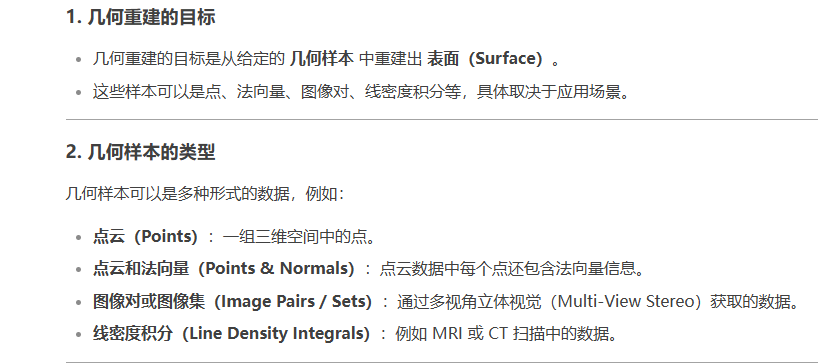 1. 几何重建的目标
几何重建的目标是从给定的 几何样本 中重建出 表面（Surface）。
这些样本可以是点、法向量、图像对、线密度积分等，具体取决于应用场景。
2. 几何样本的类型
几何样本可以是多种形式的数据，例如：
点云（Points）：一组三维空间中的点。
点云和法向量（Points & Normals）：点云数据中每个点还包含法向量信息。
图像对或图像集（Image Pairs / Sets）：通过多视角立体视觉（Multi-View Stereo）获取的数据。
线密度积分（Line Density Integrals）：例如 MRI 或 CT 扫描中的数据。